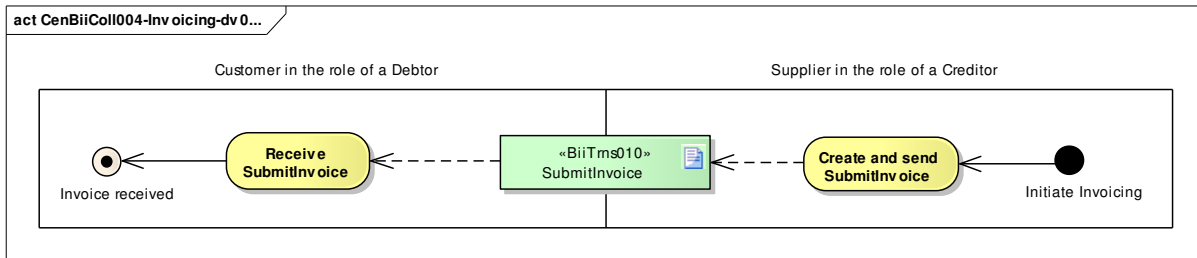 act CenBiiColl004-Invoicing-dv0...
Customer in the role of a Debtor
Supplier in the role of a Creditor
Receive
SubmitInvoice
«BiiTrns010»
SubmitInvoice
Create and send
SubmitInvoice
Invoice received
Initiate Invoicing